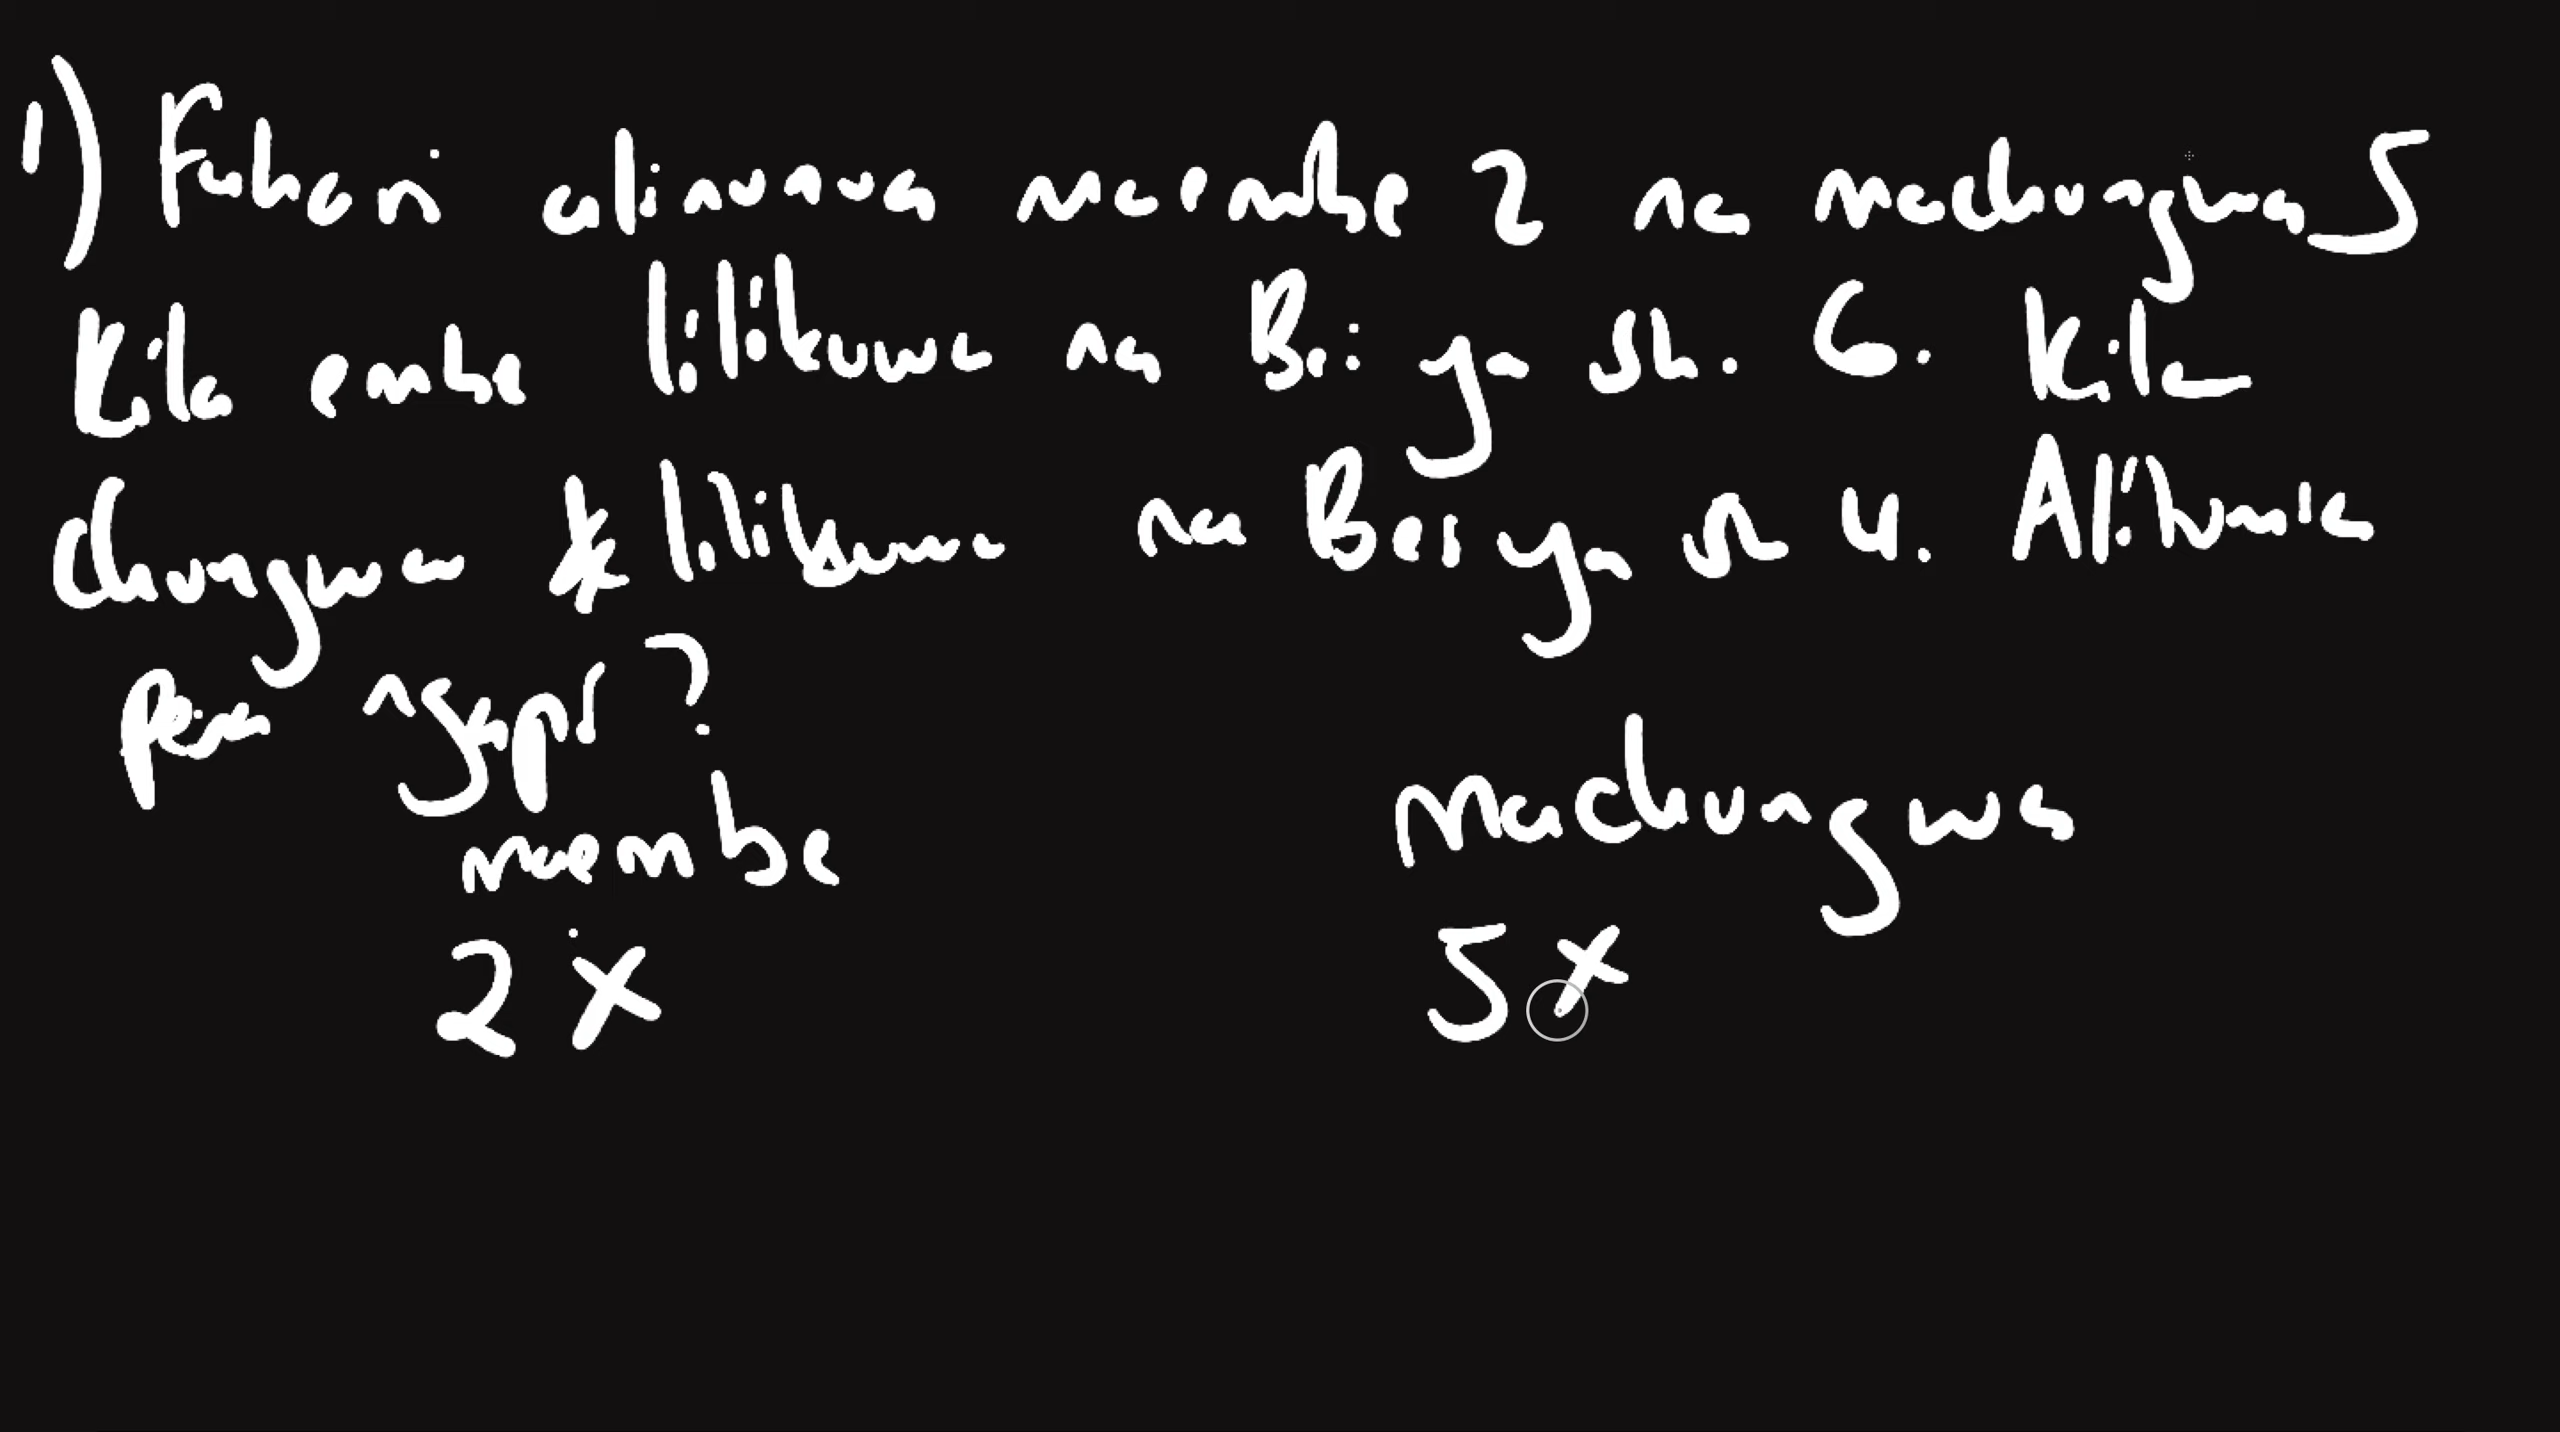 1) Fahari alinunua maembe 2 na machungwa 5
Kila embe lilikuwa na Bei ya sh. 6. Kila
Chungwa lilikuwa na Bei ya sh 4. Alitumia
Pesa ngapi?
maembe Machungwa
2 x 5 x